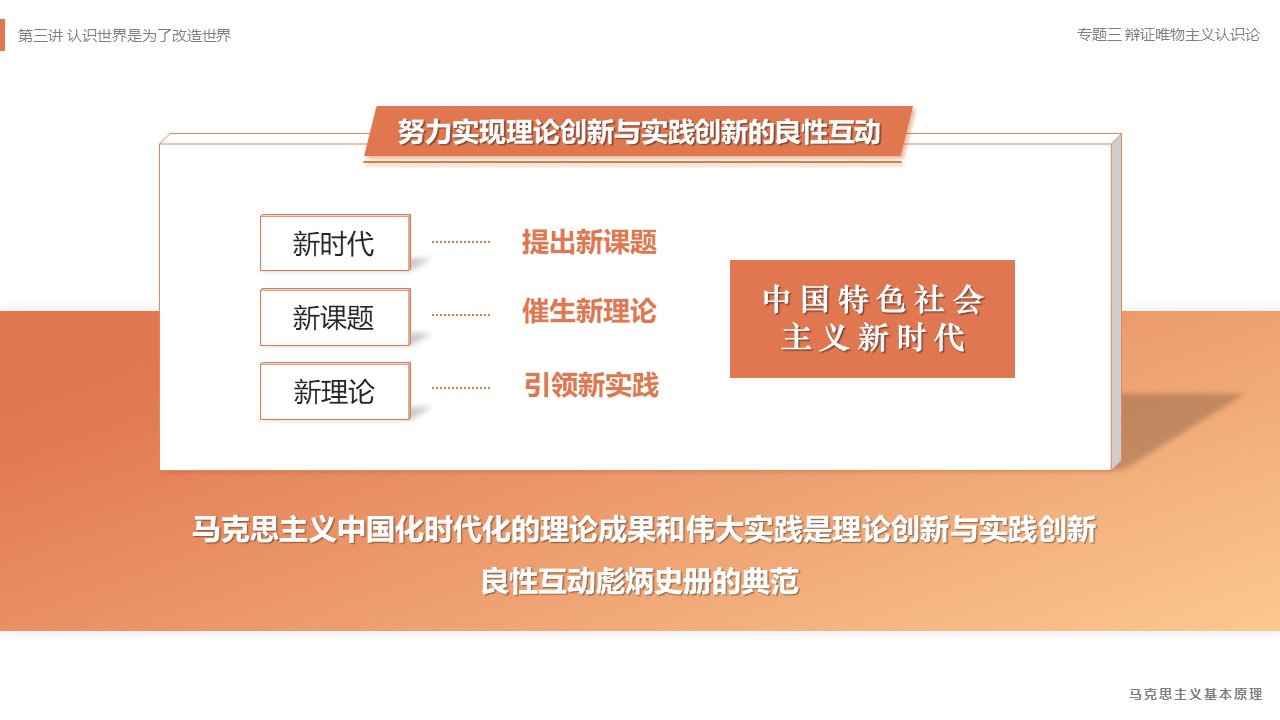 第三讲 认识世界是为了改造世界
专题三 辩证唯物主义认识论
努力实现理论创新与实践创新的良性互动
新时代
提出新课题
新课题
催生新理论
新理论
引领新实践
中国特色社会
主义新时代
马克思主义中国化时代化的理论成果和伟大实践是理论创新与实践创新
良性互动彪炳史册的典范
马克思主义基本原理